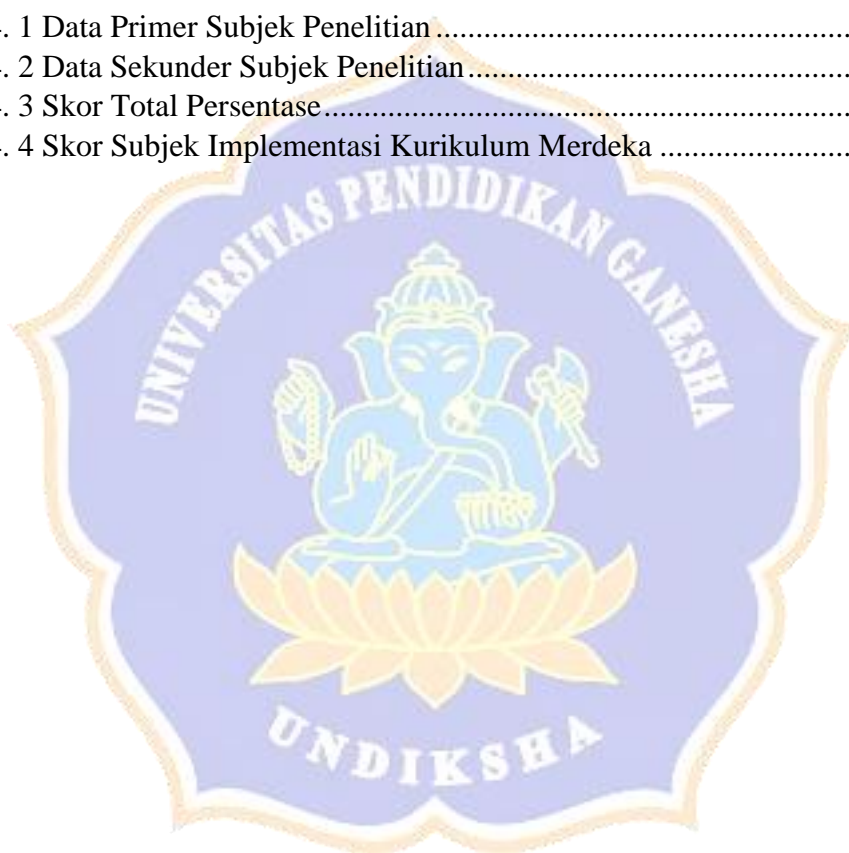 . 1 Data Primer Subjek Penelitian ....................................................
. 2 Data Sekunder Subjek Penelitian ................................................
. 3 Skor Total Persentase..................................................................
. 4 Skor Subjek Implementasi Kurikulum Merdeka ........................
UNIVERSITAS PENDIDIKAN GANESHA
UNDIKSHA